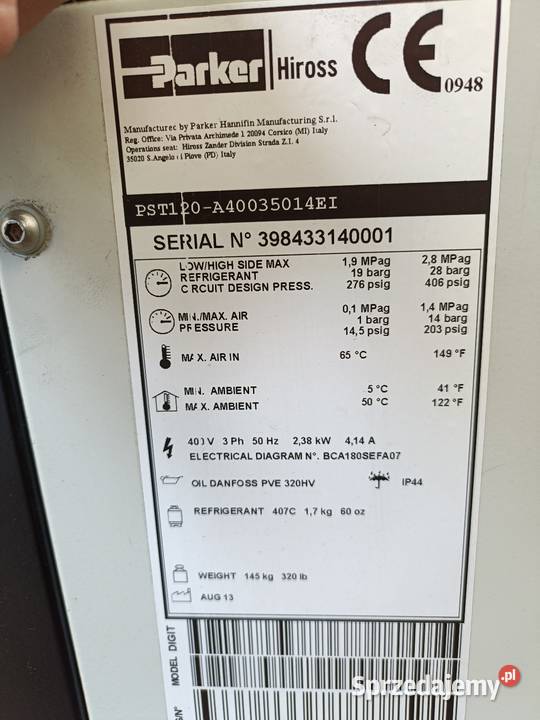 Parker Hiross CE 0948
Manufactured by Parker Hannifin Manufacturing S.r.l.
Reg. Office: Via Privata Archimede 1 20094 Corsico (MI) Italy
Operations seat: Hiross Zander Division Strada Z.I. 4
35020 S.Angelo di Piove (PD) Italy
PST120-A40035014EI
SERIAL N° 398433140001
LOW/HIGH SIDE MAX 1,9 MPag 2,8 MPag
REFRIGERANT 19 barg 28 barg
CIRCUIT DESIGN PRESS. 276 psig 406 psig
MIN./MAX. AIR 0,1 MPag 1,4 MPag
PRESSURE 1 barg 14 barg
14,5 psig 203 psig
MAX. AIR IN 65 °C 149 °F
MIN. AMBIENT 5 °C 41 °F
MAX. AMBIENT 50 °C 122 °F
400 V 3 Ph 50 Hz 2,38 kW 4,14 A
ELECTRICAL DIAGRAM N°. BCA180SEFA07
OIL DANFOSS PVE 320HV IP44
REFRIGERANT 407C 1,7 kg 60 oz
WEIGHT 145 kg 320 lb
AUG 13
MODEL DIGIT
S/N°
Sprzedajemy.pl